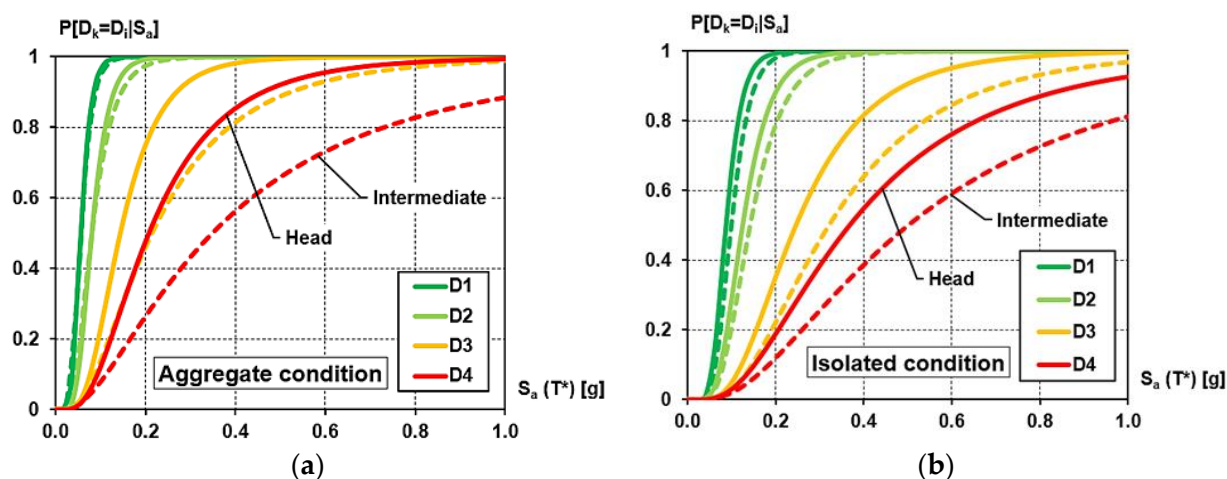 P[Dₖ=Dᵢ|Sₐ]
1
0.8
0.6
0.4
0.2
0
0.0 0.2 0.4 0.6 0.8 1.0
Intermediate
Head
D1
D2
D3
D4
Aggregate condition
Sₐ (T*) [g]
(a)
P[Dₖ=Dᵢ|Sₐ]
1
0.8
0.6
0.4
0.2
0
0.0 0.2 0.4 0.6 0.8 1.0
Intermediate
Head
D1
D2
D3
D4
Isolated condition
Sₐ (T*) [g]
(b)